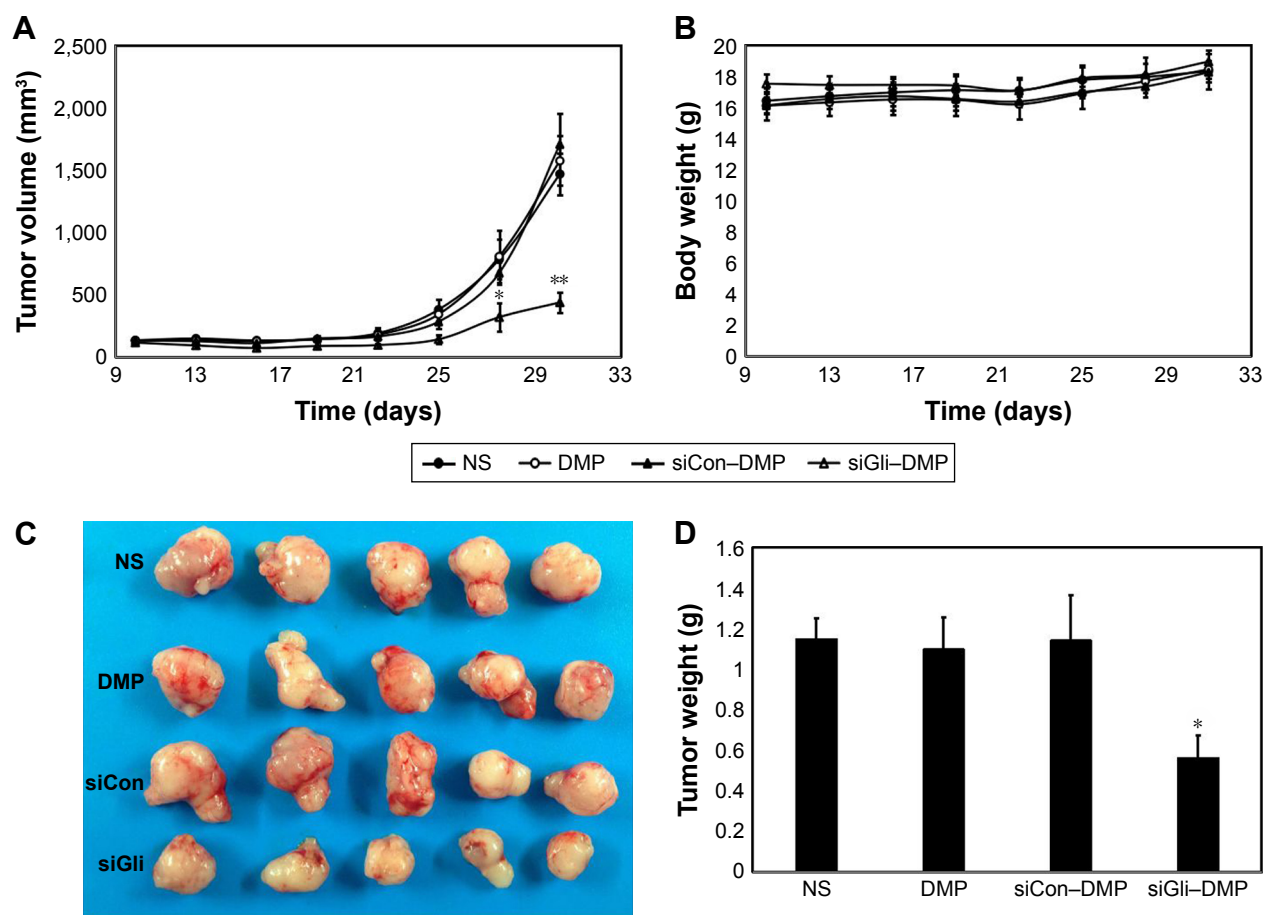 A
Tumor volume (mm³)
2,500
2,000
1,500
1,000
500
0
*
**
9 13 17 21 25 29 33
Time (days)
B
Body weight (g)
20
18
16
14
12
10
8
6
4
2
0
9 13 17 21 25 29 33
Time (days)
NS DMP siCon–DMP siGli–DMP
C
NS
DMP
siCon
siGli
D
Tumor weight (g)
1.6
1.4
1.2
1
0.8
0.6
0.4
0.2
0
*
NS DMP siCon–DMP siGli–DMP